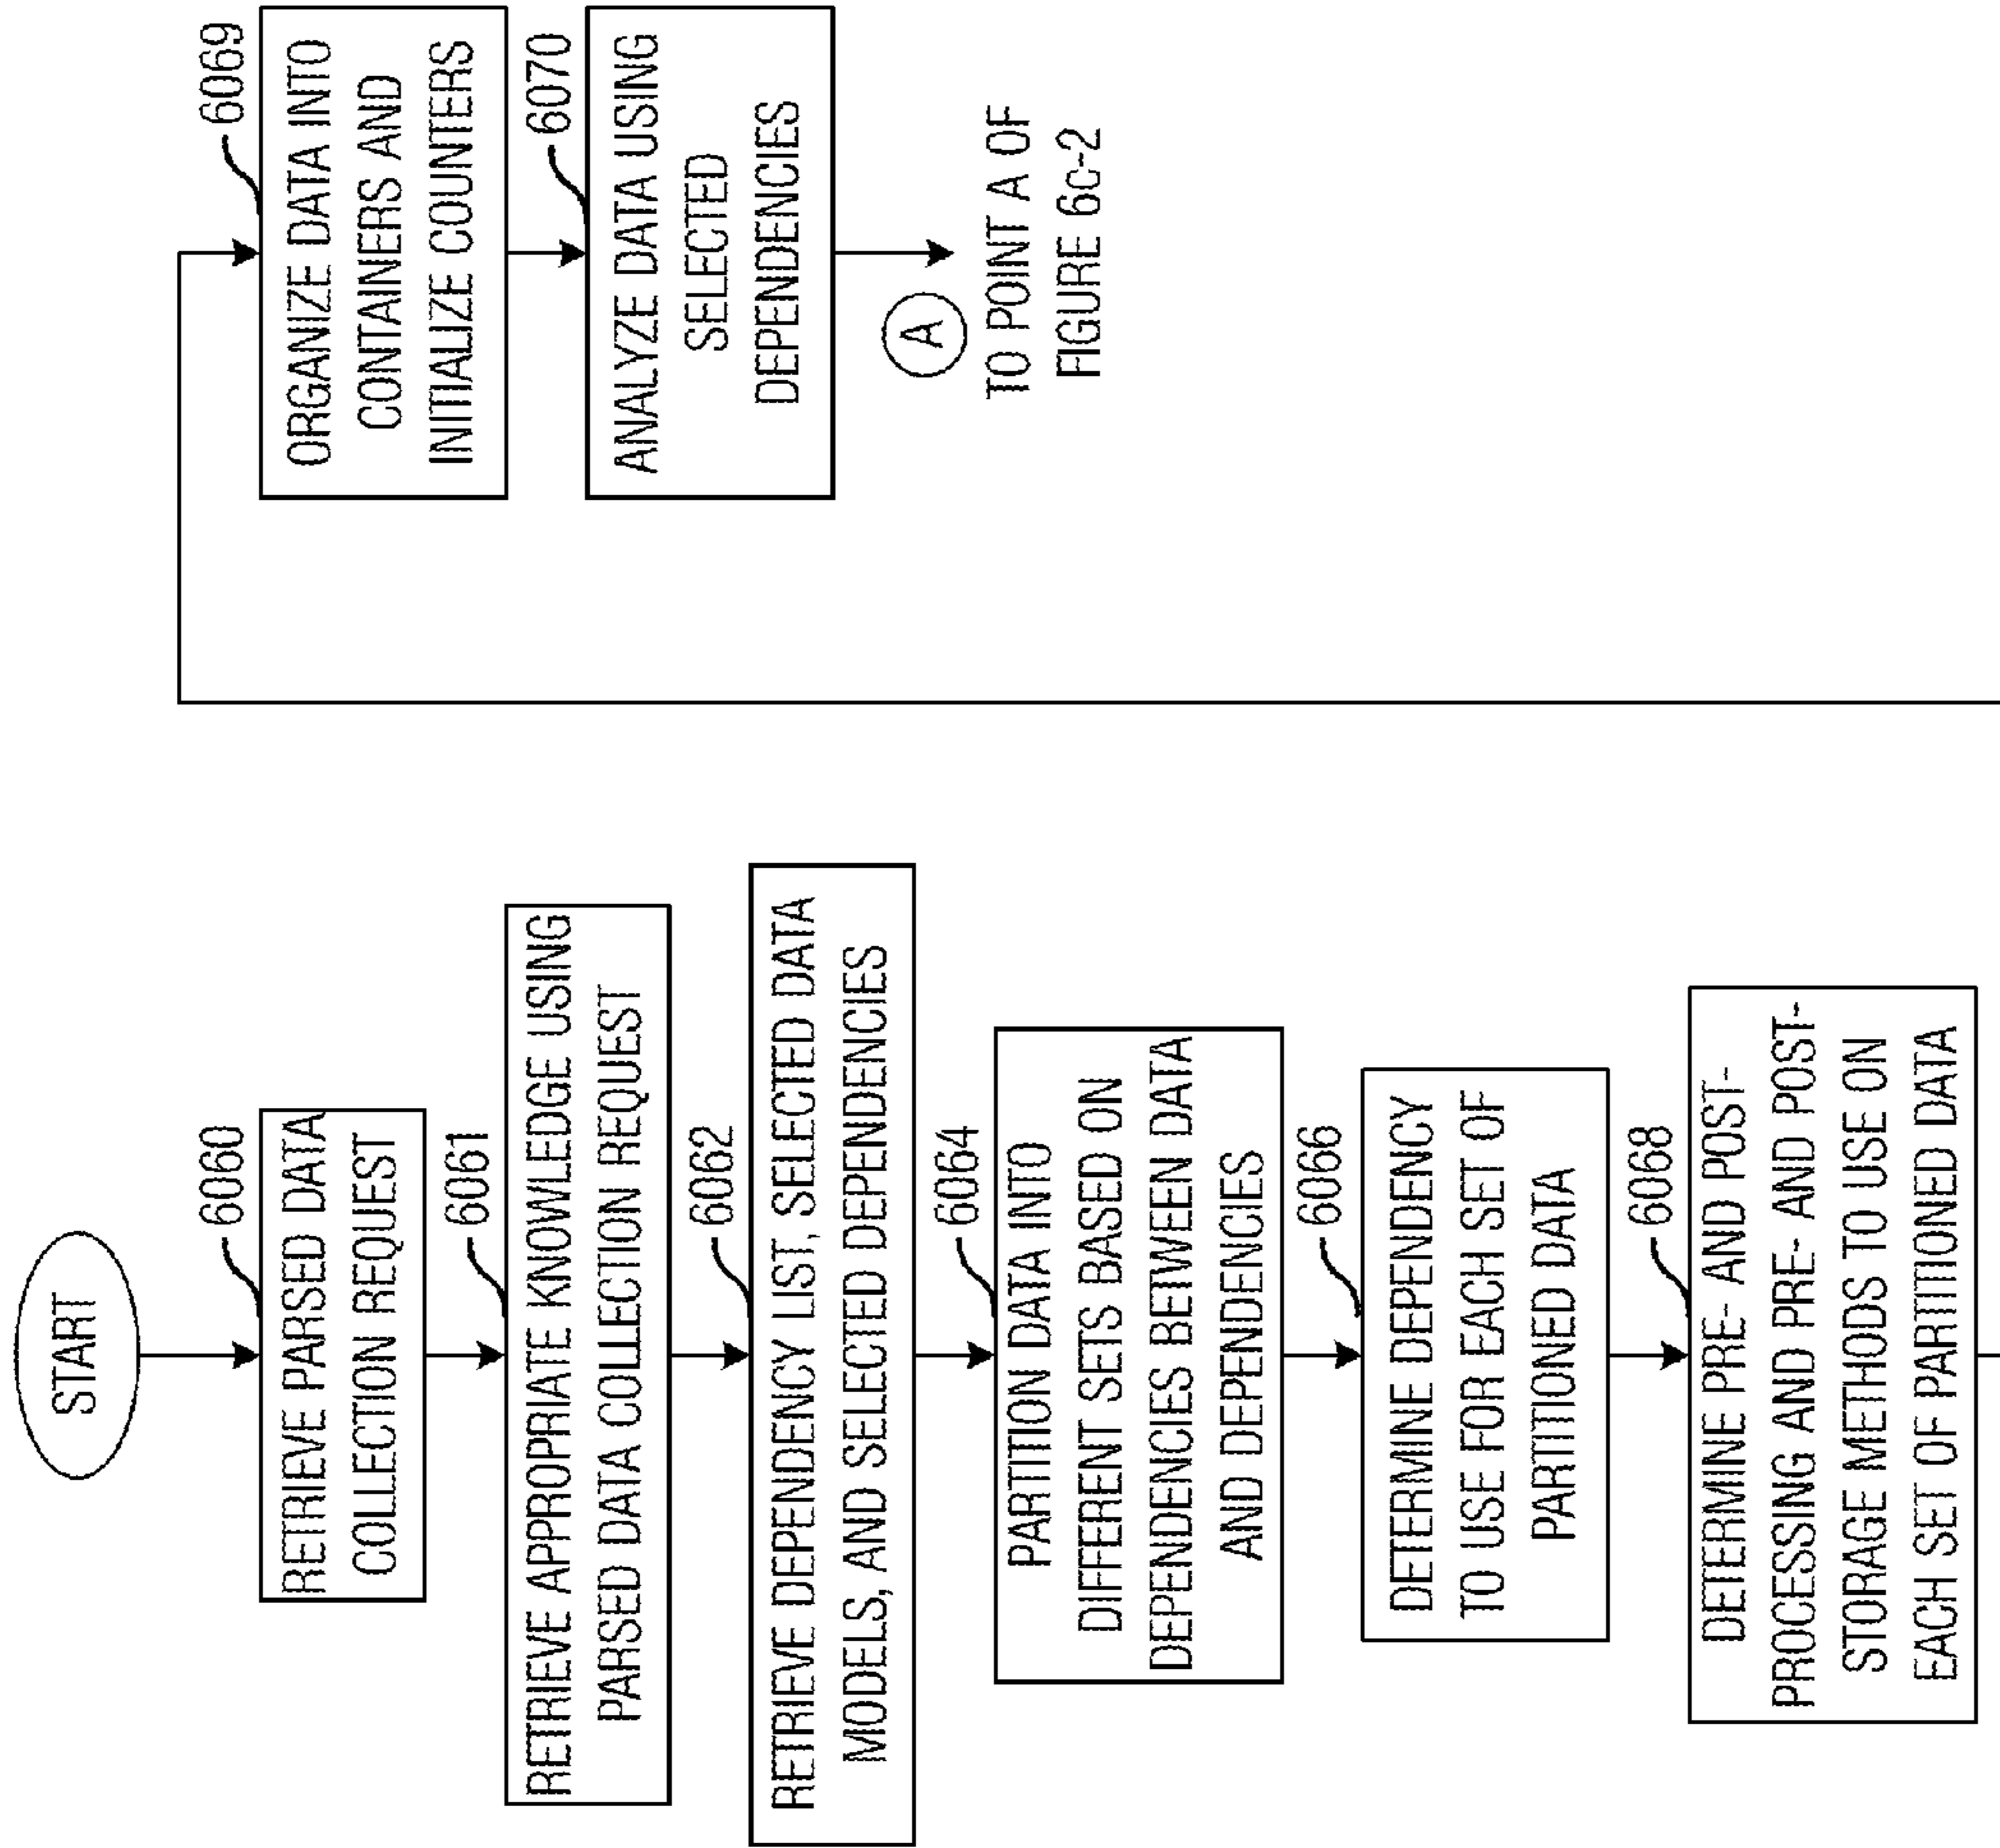 START
6060
RETRIEVE PARSED DATA
COLLECTION REQUEST
6061
RETRIEVE APPROPRIATE KNOWLEDGE USING
PARSED DATA COLLECTION REQUEST
6062
RETRIEVE DEPENDENCY LIST, SELECTED DATA
MODELS, AND SELECTED DEPENDENCIES
6064
PARTITION DATA INTO
DIFFERENT SETS BASED ON
DEPENDENCIES BETWEEN DATA
AND DEPENDENCIES
6066
DETERMINE DEPENDENCY
TO USE FOR EACH SET OF
PARTITIONED DATA
6068
DETERMINE PRE- AND POST-
PROCESSING AND PRE- AND POST-
STORAGE METHODS TO USE ON
EACH SET OF PARTITIONED DATA
6069
ORGANIZE DATA INTO
CONTAINERS AND
INITIALIZE COUNTERS
6070
ANALYZE DATA USING
SELECTED
DEPENDENCIES
A
TO POINT A OF
FIGURE 6c-2